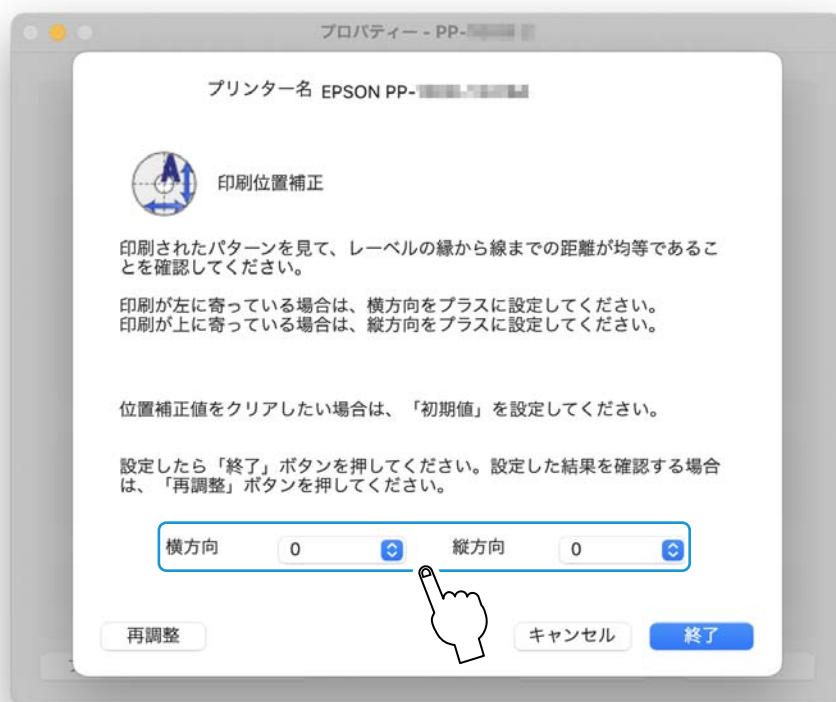 プロパティー - PP-
プリンター名 EPSON PP-
A
印刷位置補正
印刷されたパターンを見て、レーベルの縁から線までの距離が均等であるこ
とを確認してください。
印刷が左に寄っている場合は、横方向をプラスに設定してください。
印刷が上に寄っている場合は、縦方向をプラスに設定してください。
位置補正値をクリアしたい場合は、「初期値」を設定してください。
設定したら「終了」ボタンを押してください。設定した結果を確認する場合
は、「再調整」ボタンを押してください。
横方向 0 縦方向 0
再調整 キャンセル 終了